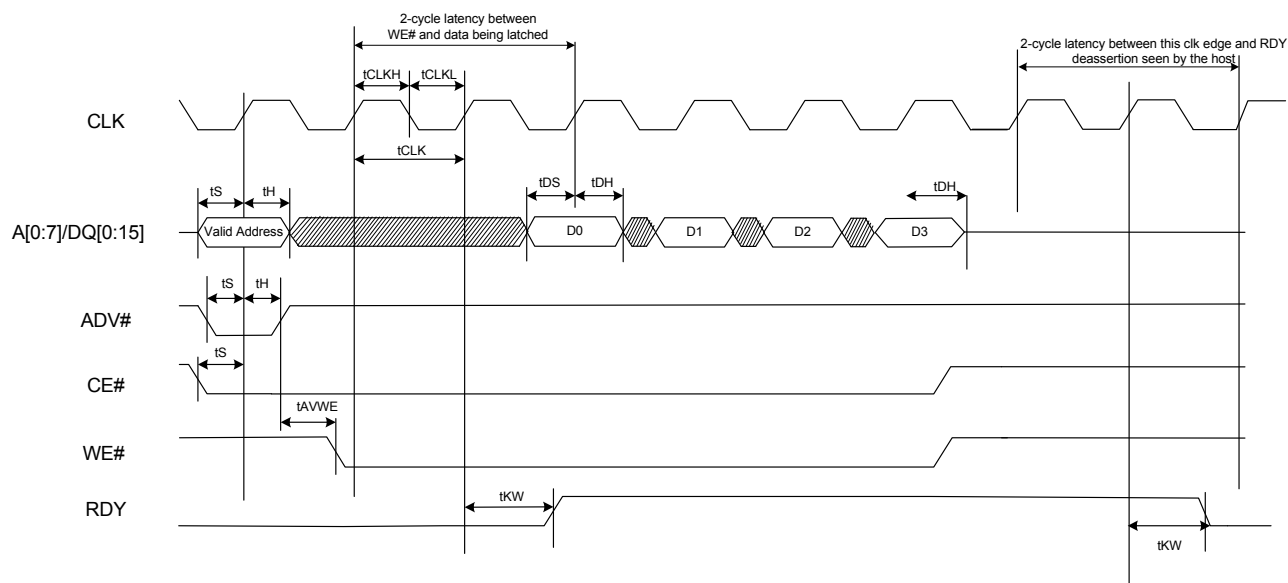 2-cycle latency between
WE# and data being latched
2-cycle latency between this clk edge and RDY
deassertion seen by the host
tCLKH
tCLKL
CLK
tCLK
tS
tH
tDS
tDH
tDH
A[0:7]/DQ[0:15]
Valid Address
D0
D1
D2
D3
tS
tH
ADV#
tS
CE#
tAVWE
WE#
tKW
RDY
tKW